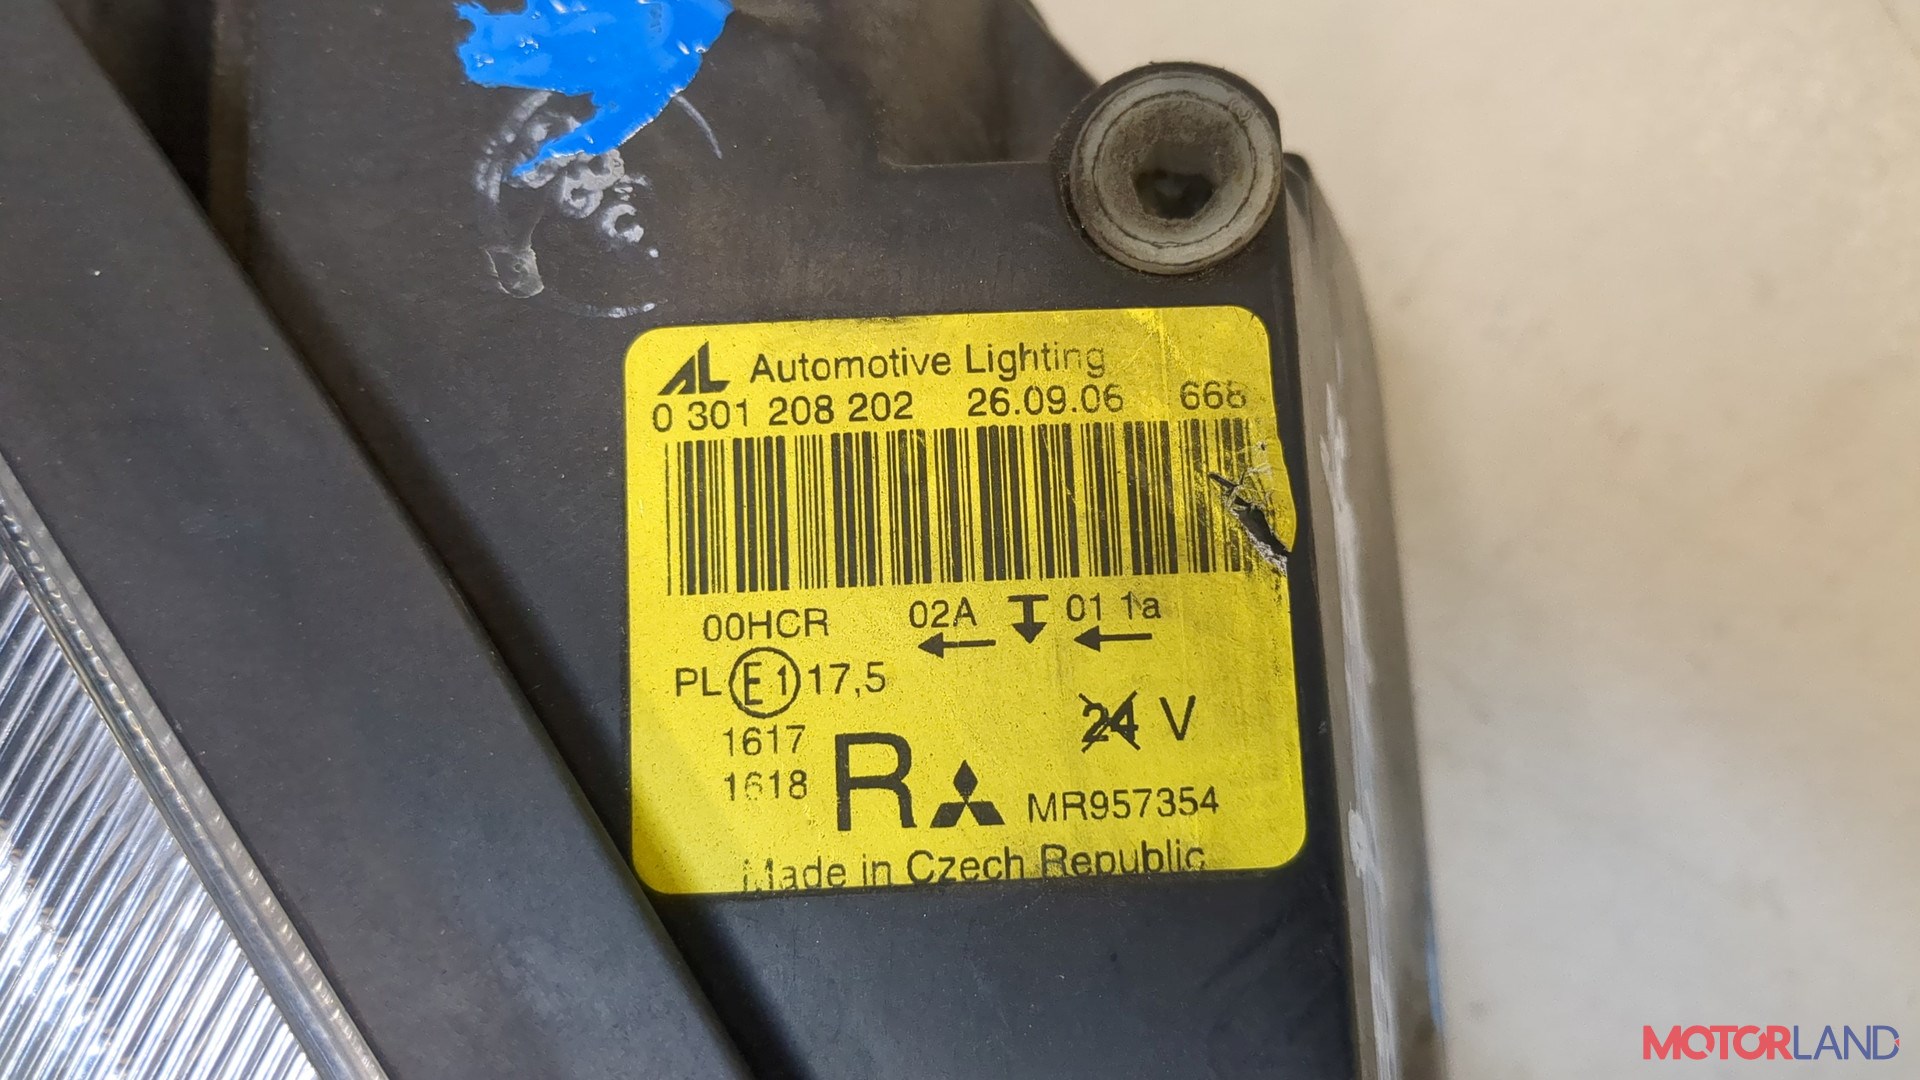 AL Automotive Lighting
0 301 208 202 26.09.06 668
00HCR 02A 01 1a
PL E1 17,5
24 V
1617
1618
R MR957354
Made in Czech Republic
MOTORLAND